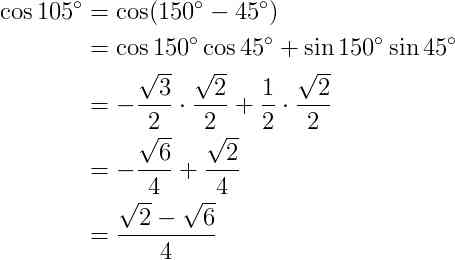 cos 105° = cos(150° − 45°)
= cos 150° cos 45° + sin 150° sin 45°
= −√3/2 · √2/2 + 1/2 · √2/2
= −√6/4 + √2/4
= (√2 − √6)/4